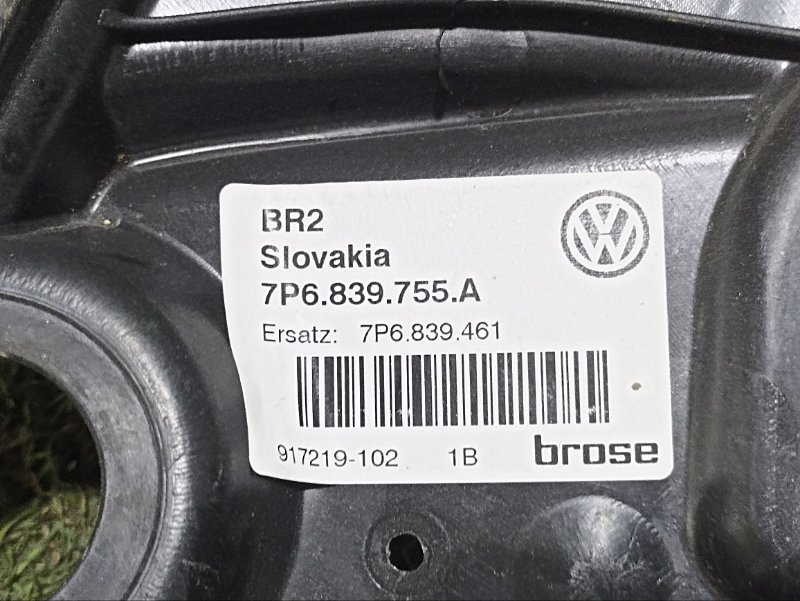 BR2
Slovakia
7P6.839.755.A
Ersatz: 7P6.839.461
917219-102 1B brose